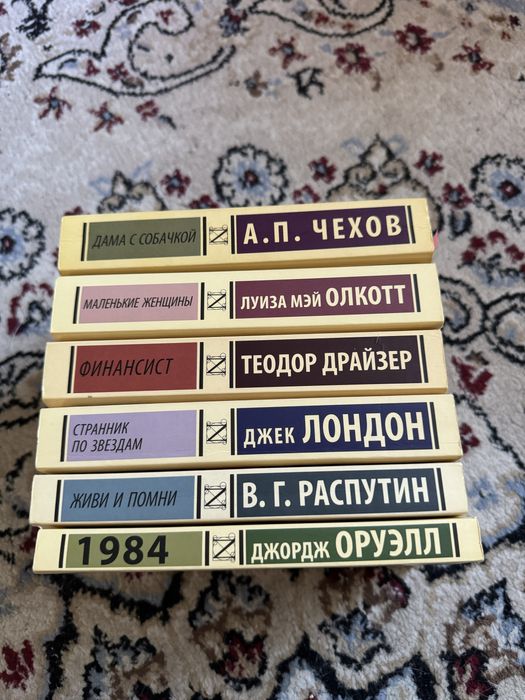 ДАМА С СОБАЧКОЙ
А.П. ЧЕХОВ
МАЛЕНЬКИЕ ЖЕНЩИНЫ
ЛУИЗА МЭЙ ОЛКОТТ
ФИНАНСИСТ
ТЕОДОР ДРАЙЗЕР
СТРАННИК
ПО ЗВЕЗДАМ
ДЖЕК ЛОНДОН
ЖИВИ И ПОМНИ
В. Г. РАСПУТИН
1984
ДЖОРДЖ ОРУЭЛЛ